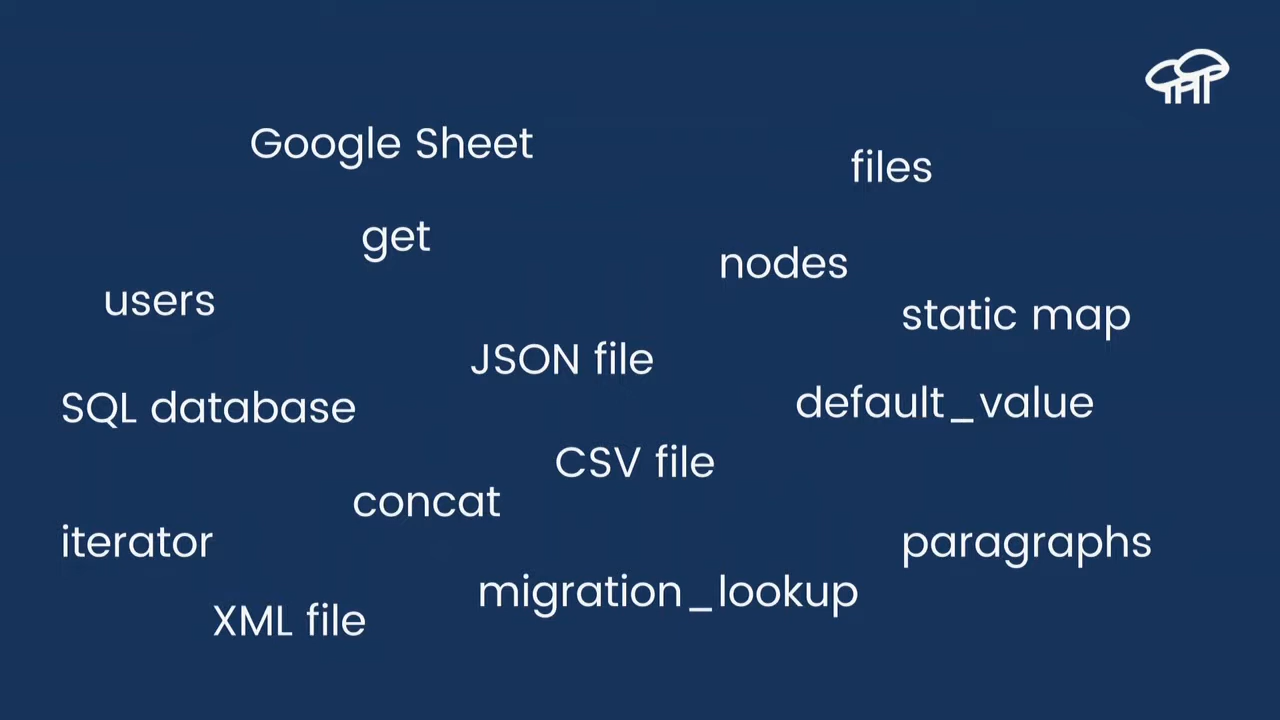 Google Sheet
files
get
nodes
users
static map
JSON file
SQL database
default_value
CSV file
concat
iterator
paragraphs
migration_lookup
XML file